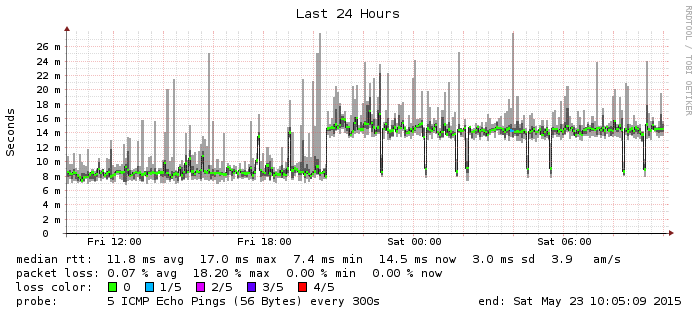 Last 24 Hours
RRDTOOL / TOBI OETIKER
Seconds
26 m
24 m
22 m
20 m
18 m
16 m
14 m
12 m
10 m
8 m
6 m
4 m
2 m
0
Fri 12:00 Fri 18:00 Sat 00:00 Sat 06:00
median rtt: 11.8 ms avg 17.0 ms max 7.4 ms min 14.5 ms now 3.0 ms sd 3.9 am/s
packet loss: 0.07 % avg 18.20 % max 0.00 % min 0.00 % now
loss color: 0 1/5 2/5 3/5 4/5
probe: 5 ICMP Echo Pings (56 Bytes) every 300s end: Sat May 23 10:05:09 2015